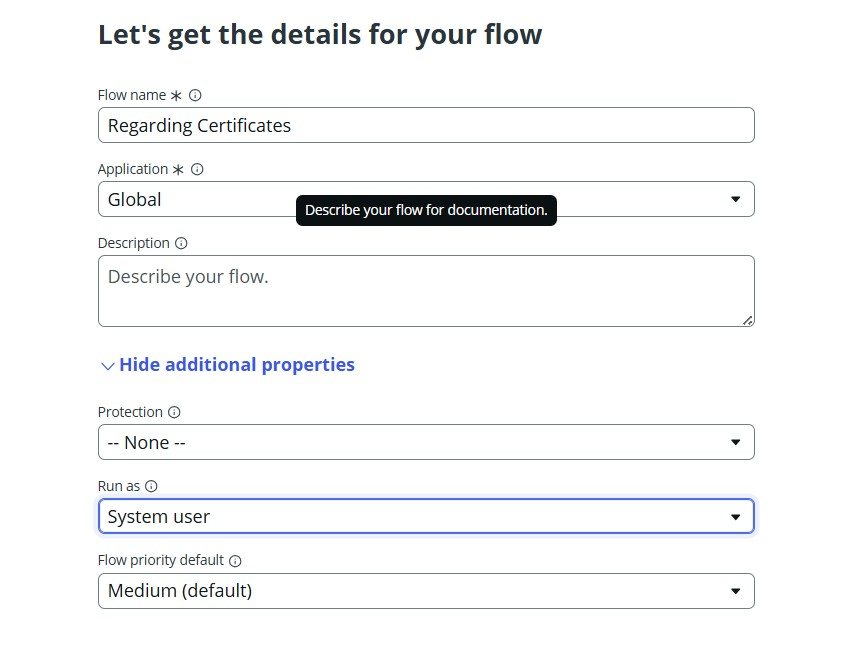 Let's get the details for your flow
Flow name *
Regarding Certificates
Application *
Global
Describe your flow for documentation.
Description
Describe your flow.
Hide additional properties
Protection
-- None --
Run as
System user
Flow priority default
Medium (default)